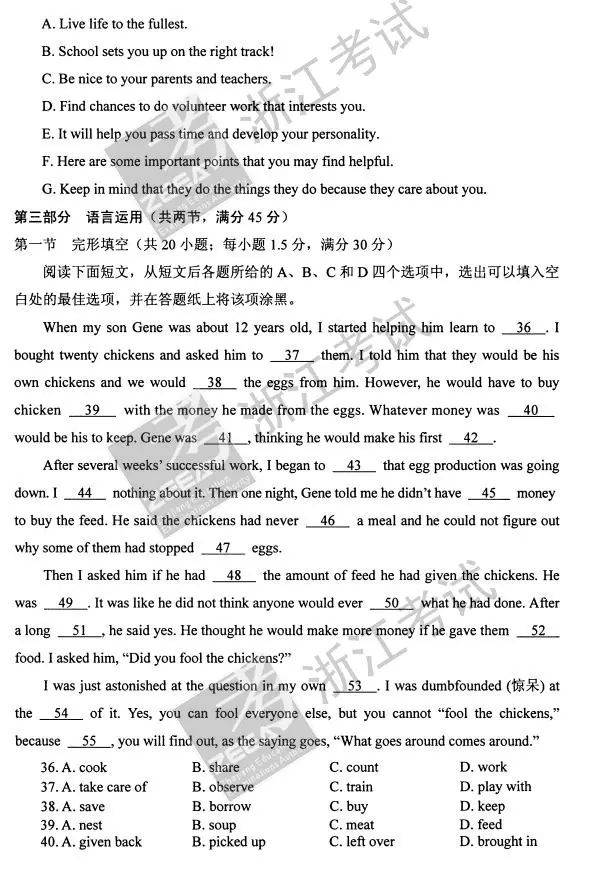 A. Live life to the fullest.
B. School sets you up on the right track!
C. Be nice to your parents and teachers.
D. Find chances to do volunteer work that interests you.
E. It will help you pass time and develop your personality.
F. Here are some important points that you may find helpful.
G. Keep in mind that they do the things they do because they care about you.
第三部分 语言运用（共两节，满分 45 分）
第一节 完形填空（共 20 小题；每小题 1.5 分，满分 30 分）
阅读下面短文，从短文后各题所给的 A、B、C 和 D 四个选项中，选出可以填入空
白处的最佳选项，并在答题纸上将该项涂黑。
When my son Gene was about 12 years old, I started helping him learn to 36 . I
bought twenty chickens and asked him to 37 them. I told him that they would be his
own chickens and we would 38 the eggs from him. However, he would have to buy
chicken 39 with the money he made from the eggs. Whatever money was 40
would be his to keep. Gene was 41 , thinking he would make his first 42 .
After several weeks’ successful work, I began to 43 that egg production was going
down. I 44 nothing about it. Then one night, Gene told me he didn’t have 45 money
to buy the feed. He said the chickens had never 46 a meal and he could not figure out
why some of them had stopped 47 eggs.
Then I asked him if he had 48 the amount of feed he had given the chickens. He
was 49 . It was like he did not think anyone would ever 50 what he had done. After
a long 51 , he said yes. He thought he would make more money if he gave them 52
food. I asked him, “Did you fool the chickens?”
I was just astonished at the question in my own 53 . I was dumbfounded (惊呆) at
the 54 of it. Yes, you can fool everyone else, but you cannot “fool the chickens,”
because 55 , you will find out, as the saying goes, “What goes around comes around.”
36. A. cook B. share C. count D. work
37. A. take care of B. observe C. train D. play with
38. A. save B. borrow C. buy D. keep
39. A. nest B. soup C. meat D. feed
40. A. given back B. picked up C. left over D. brought in
浙江考试
ZEEA
浙江考试
ZEEA
浙江考试
ZEEA